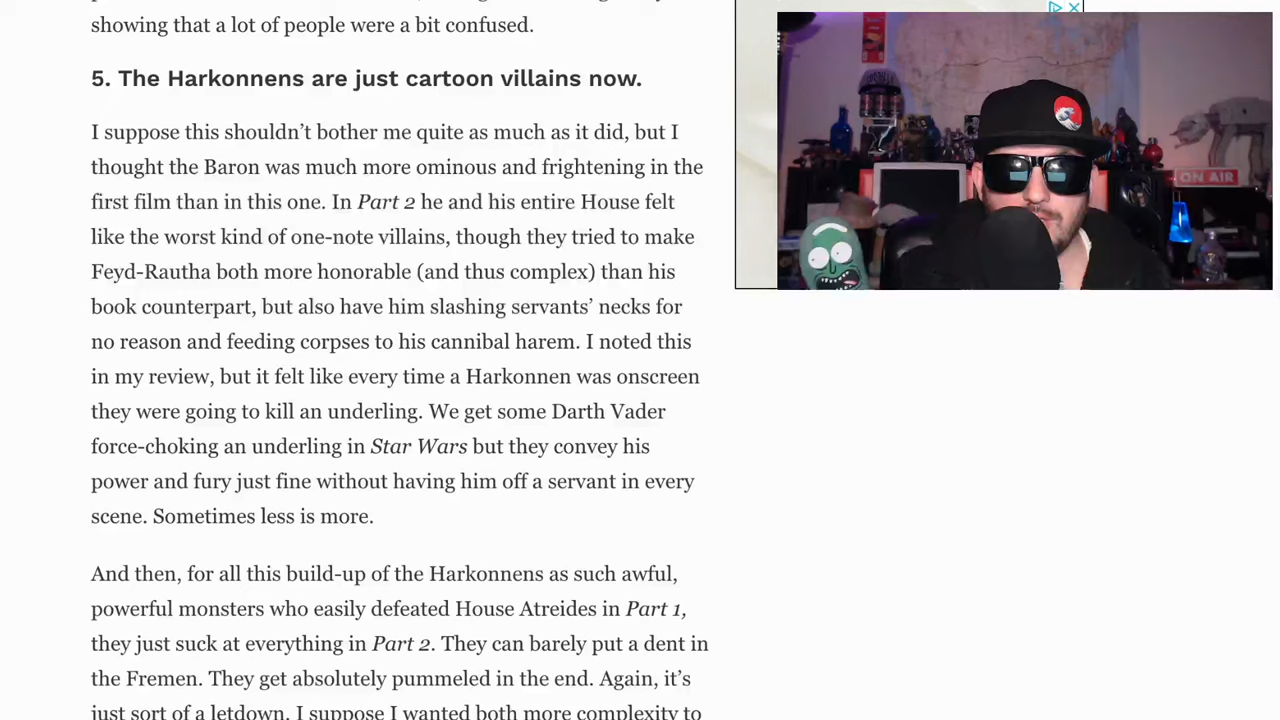 showing that a lot of people were a bit confused.
5. The Harkonnens are just cartoon villains now.
I suppose this shouldn’t bother me quite as much as it did, but I
thought the Baron was much more ominous and frightening in the
first film than in this one. In Part 2 he and his entire House felt
like the worst kind of one-note villains, though they tried to make
Feyd-Rautha both more honorable (and thus complex) than his
book counterpart, but also have him slashing servants’ necks for
no reason and feeding corpses to his cannibal harem. I noted this
in my review, but it felt like every time a Harkonnen was onscreen
they were going to kill an underling. We get some Darth Vader
force-choking an underling in Star Wars but they convey his
power and fury just fine without having him off a servant in every
scene. Sometimes less is more.
And then, for all this build-up of the Harkonnens as such awful,
powerful monsters who easily defeated House Atreides in Part 1,
they just suck at everything in Part 2. They can barely put a dent in
the Fremen. They get absolutely pummeled in the end. Again, it’s
just sort of a letdown. I suppose I wanted both more complexity to
ON AIR